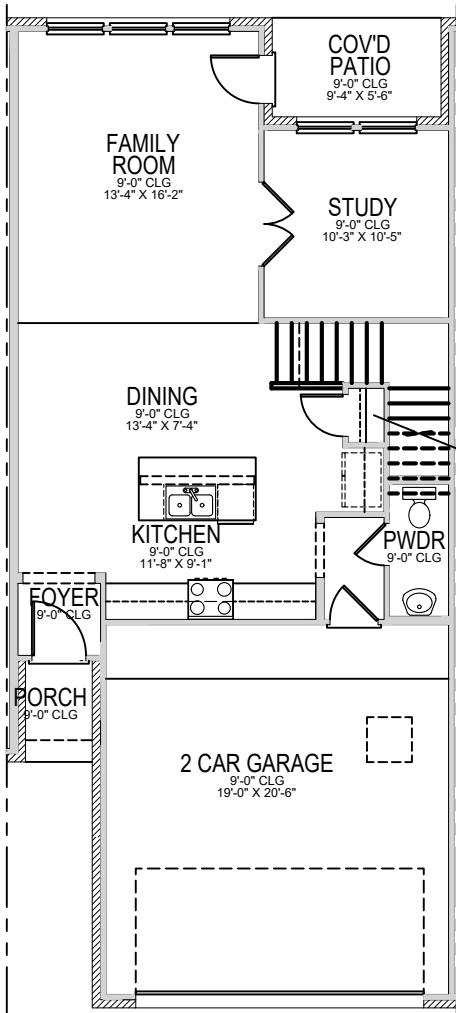 COV'D
PATIO
9'-0" CLG
9'-4" X 5'-6"
FAMILY
ROOM
9'-0" CLG
13'-4" X 16'-2"
STUDY
9'-0" CLG
10'-3" X 10'-5"
DINING
9'-0" CLG
13'-4" X 7'-4"
KITCHEN
9'-0" CLG
11'-8" X 9'-1"
PWDR
9'-0" CLG
FOYER
9'-0" CLG
PORCH
9'-0" CLG
2 CAR GARAGE
9'-0" CLG
19'-0" X 20'-6"